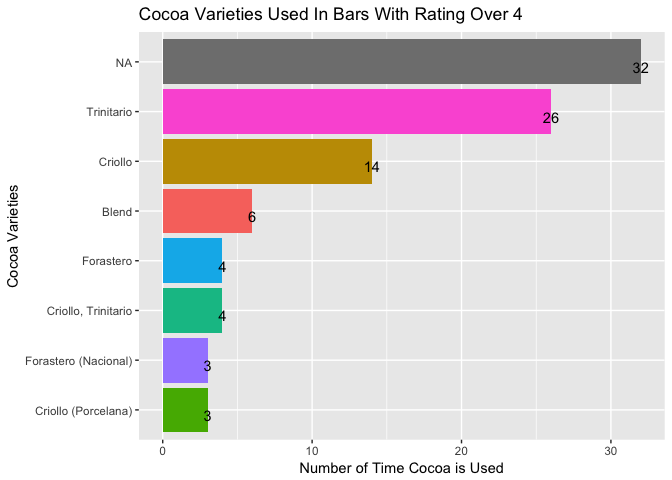 Cocoa Varieties Used In Bars With Rating Over 4
Cocoa Varieties
NA
32
Trinitario
26
Criollo
14
Blend
6
Forastero
4
Criollo, Trinitario
4
Forastero (Nacional)
3
Criollo (Porcelana)
3
0 10 20 30
Number of Time Cocoa is Used